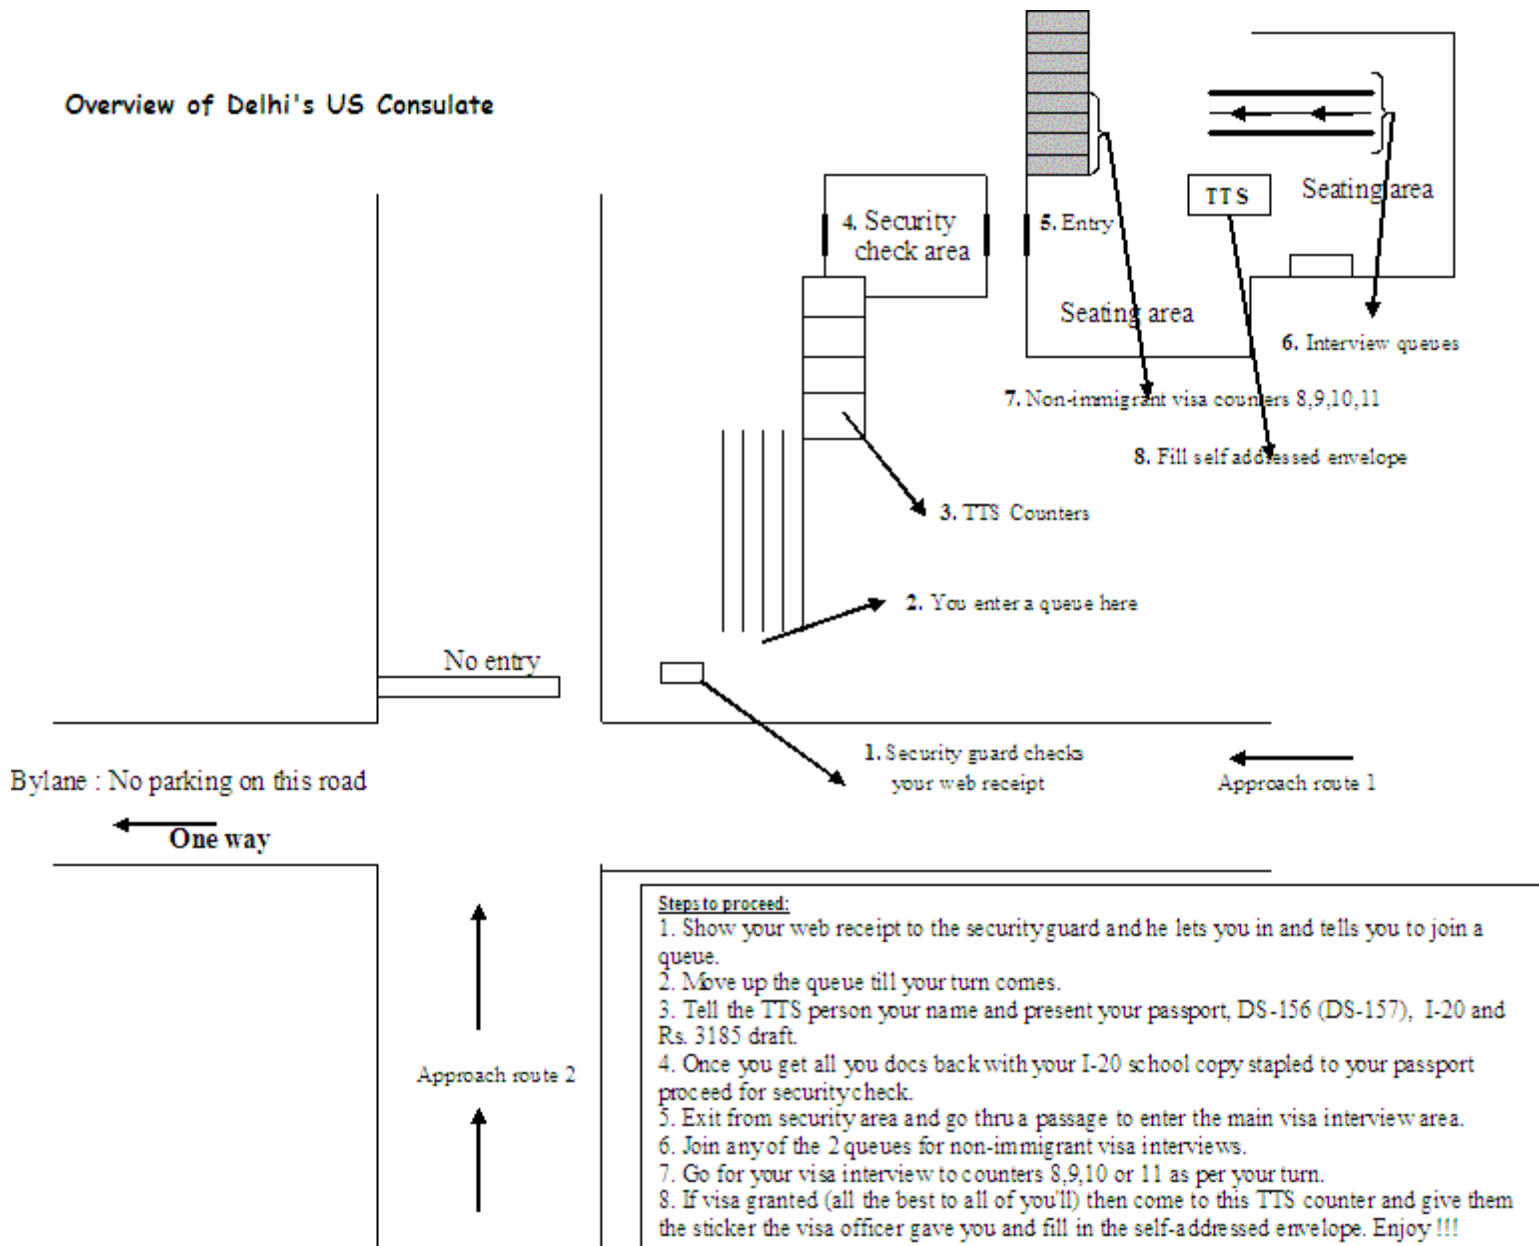 Overview of Delhi's US Consulate
4. Security
check area
5. Entry
TTS
Seating area
Seating area
6. Interview queues
7. Non-immigrant visa counters 8,9,10,11
8. Fill self addressed envelope
3. TTS Counters
2. You enter a queue here
No entry
1. Security guard checks
your web receipt
Approach route 1
Bylane : No parking on this road
One way
Approach route 2
Steps to proceed:
1. Show your web receipt to the security guard and he lets you in and tells you to join a
queue.
2. Move up the queue till your turn comes.
3. Tell the TTS person your name and present your passport, DS-156 (DS-157), I-20 and
Rs. 3185 draft.
4. Once you get all you docs back with your I-20 school copy stapled to your passport
proceed for security check.
5. Exit from security area and go thru a passage to enter the main visa interview area.
6. Join any of the 2 queues for non-immigrant visa interviews.
7. Go for your visa interview to counters 8,9,10 or 11 as per your turn.
8. If visa granted (all the best to all of you'll) then come to this TTS counter and give them
the sticker the visa officer gave you and fill in the self-addressed envelope. Enjoy !!!